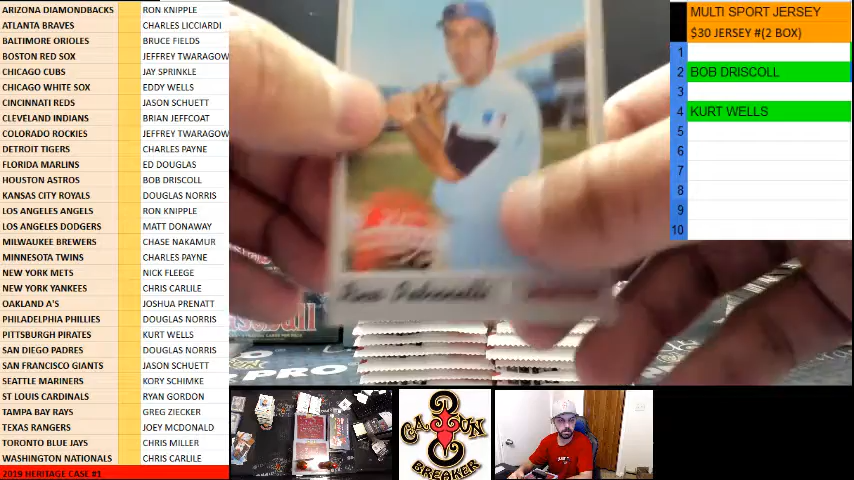 ARIZONA DIAMONDBACKS RON KNIPPLE
ATLANTA BRAVES CHARLES LICCIARDI
BALTIMORE ORIOLES BRUCE FIELDS
BOSTON RED SOX JEFFREY TWARAGOW
CHICAGO CUBS JAY SPRINKLE
CHICAGO WHITE SOX EDDY WELLS
CINCINNATI REDS JASON SCHUETT
CLEVELAND INDIANS BRIAN JEFFCOAT
COLORADO ROCKIES JEFFREY TWARAGOW
DETROIT TIGERS CHARLES PAYNE
FLORIDA MARLINS ED DOUGLAS
HOUSTON ASTROS BOB DRISCOLL
KANSAS CITY ROYALS DOUGLAS NORRIS
LOS ANGELES ANGELS RON KNIPPLE
LOS ANGELES DODGERS MATT DONAWAY
MILWAUKEE BREWERS CHASE NAKAMUR
MINNESOTA TWINS CHARLES PAYNE
NEW YORK METS NICK FLEEGE
NEW YORK YANKEES CHRIS CARLILE
OAKLAND A'S JOSHUA PRENATT
PHILADELPHIA PHILLIES DOUGLAS NORRIS
PITTSBURGH PIRATES KURT WELLS
SAN DIEGO PADRES DOUGLAS NORRIS
SAN FRANCISCO GIANTS JASON SCHUETT
SEATTLE MARINERS KORY SCHIMKE
ST LOUIS CARDINALS RYAN GORDON
TAMPA BAY RAYS GREG ZIECKER
TEXAS RANGERS JOEY MCDONALD
TORONTO BLUE JAYS CHRIS MILLER
WASHINGTON NATIONALS CHRIS CARLILE
2019 HERITAGE CASE #1
MULTI SPORT JERSEY
$30 JERSEY #(2 BOX)
1
2 BOB DRISCOLL
3
4 KURT WELLS
5
6
7
8
9
10
PRO
CAJUN
BREAKER